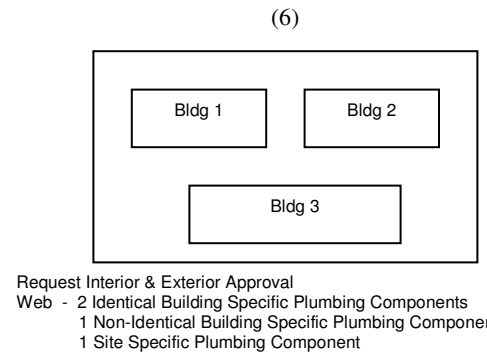 (6)
Bldg 1
Bldg 2
Bldg 3
Request Interior & Exterior Approval
Web - 2 Identical Building Specific Plumbing Components
1 Non-Identical Building Specific Plumbing Componen
1 Site Specific Plumbing Component